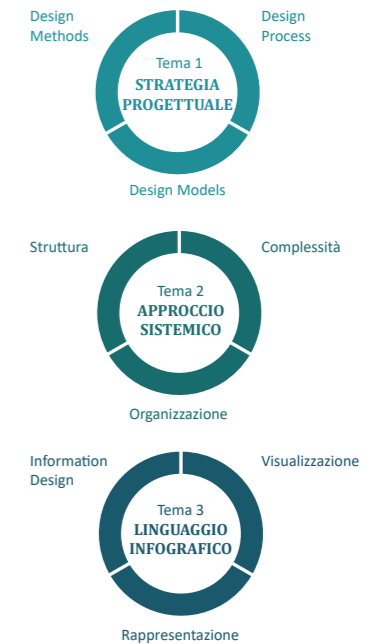 Design
Methods
Design
Process
Tema 1
STRATEGIA
PROGETTUALE
Design Models
Struttura
Complessità
Tema 2
APPROCCIO
SISTEMICO
Organizzazione
Information
Design
Visualizzazione
Tema 3
LINGUAGGIO
INFOGRAFICO
Rappresentazione